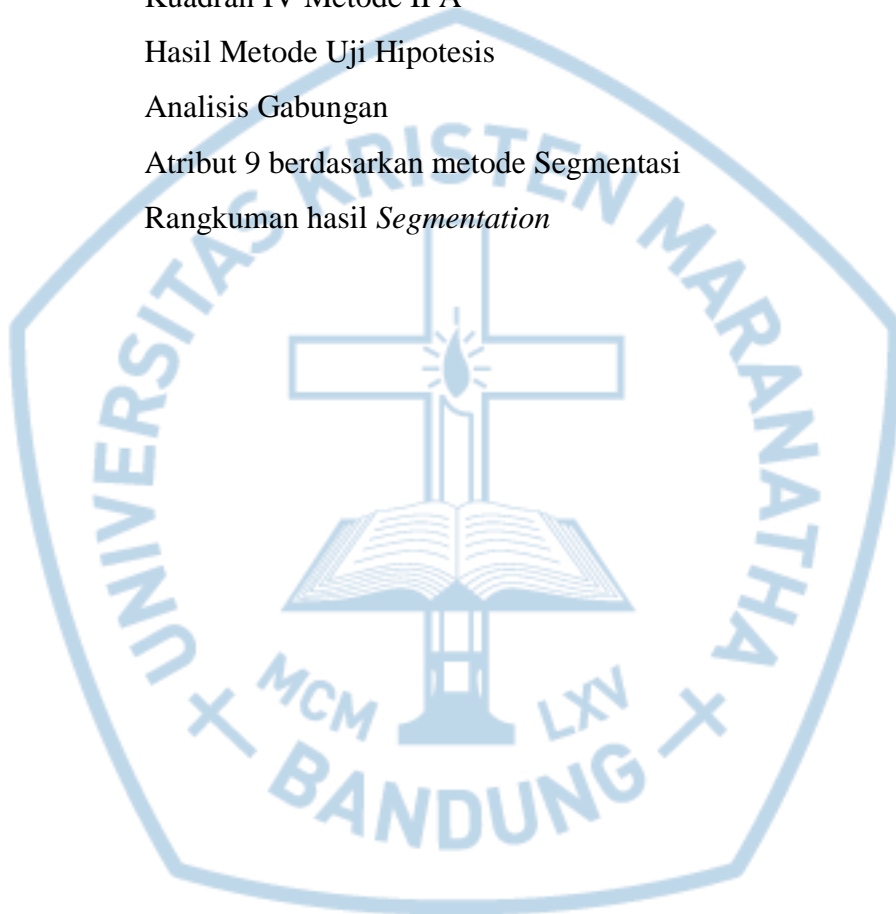 Kuadran IV Metode IPA
Hasil Metode Uji Hipotesis
Analisis Gabungan
Atribut 9 berdasarkan metode Segmentasi
Rangkuman hasil Segmentation
UNIVERSITAS KRISTEN MARANATHA
MCM LXV
BANDUNG